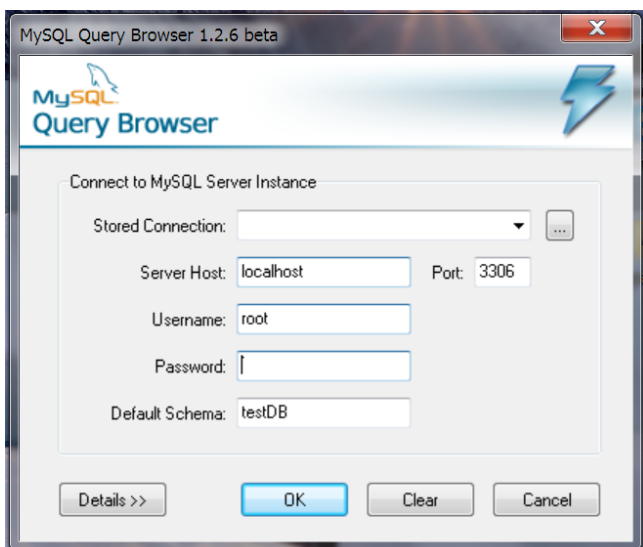 MySQL Query Browser 1.2.6 beta
MySQL
Query Browser
Connect to MySQL Server Instance
Stored Connection:
...
Server Host: localhost Port: 3306
Username: root
Password:
Default Schema: testDB
Details >> OK Clear Cancel